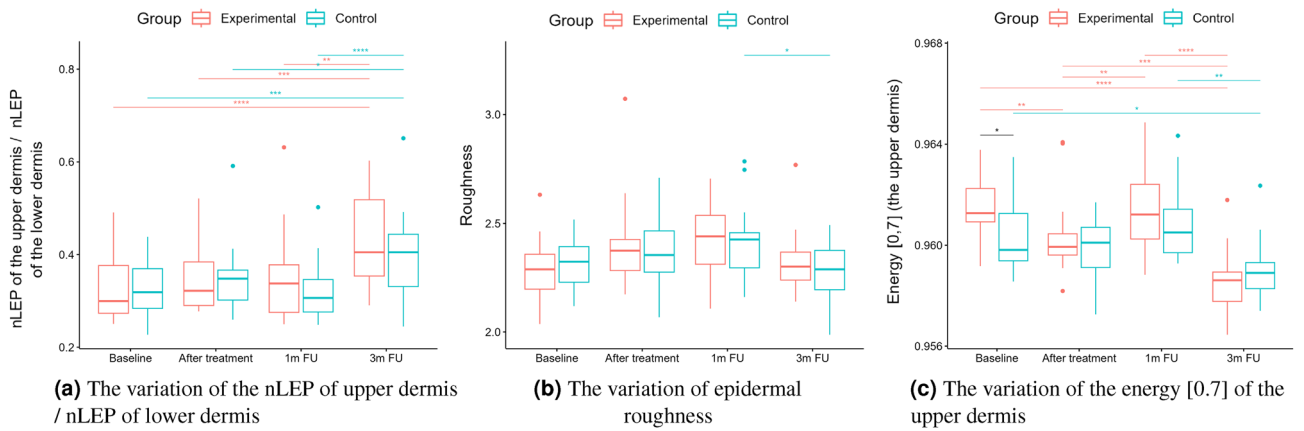 Group Experimental Control
nLEP of the upper dermis / nLEP
of the lower dermis
0.8
0.6
0.4
0.2
****
**
*
***
***
****
Baseline After treatment 1m FU 3m FU
(a) The variation of the nLEP of upper dermis
/ nLEP of lower dermis
Group Experimental Control
Roughness
3.0
2.5
2.0
*
Baseline After treatment 1m FU 3m FU
(b) The variation of epidermal
roughness
Group Experimental Control
Energy [0,7] (the upper dermis)
0.968
0.964
0.960
0.956
****
***
**
**
****
**
*
*
Baseline After treatment 1m FU 3m FU
(c) The variation of the energy [0.7] of the
upper dermis